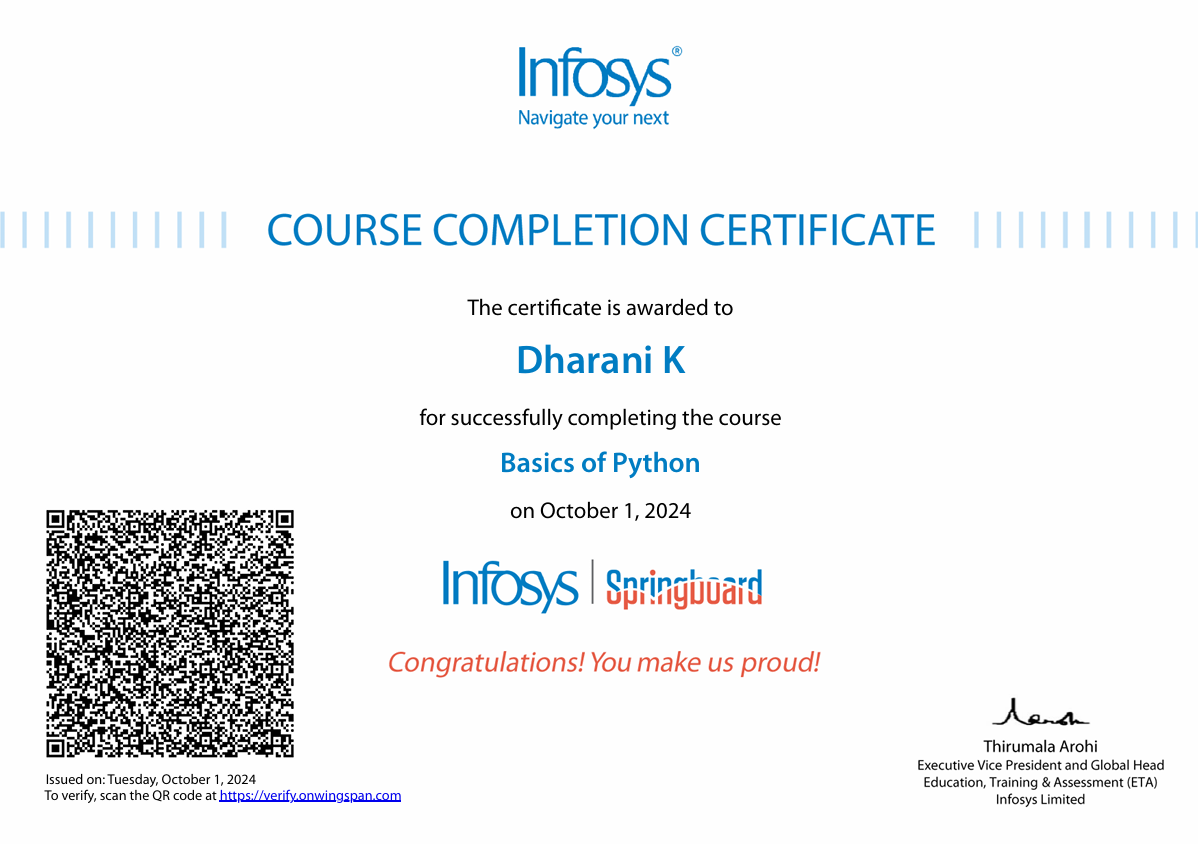 Infosys®
Navigate your next
COURSE COMPLETION CERTIFICATE
The certificate is awarded to
Dharani K
for successfully completing the course
Basics of Python
on October 1, 2024
Infosys | Springboard
Congratulations! You make us proud!
Issued on: Tuesday, October 1, 2024
To verify, scan the QR code at https://verify.onwingspan.com
Thirumala Arohi
Executive Vice President and Global Head
Education, Training & Assessment (ETA)
Infosys Limited